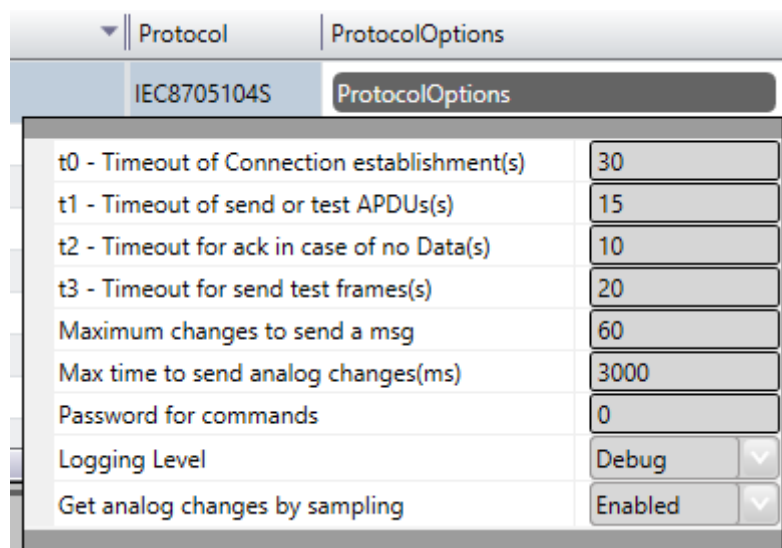 Protocol ProtocolOptions
IEC8705104S ProtocolOptions
t0 - Timeout of Connection establishment(s) 30
t1 - Timeout of send or test APDUs(s) 15
t2 - Timeout for ack in case of no Data(s) 10
t3 - Timeout for send test frames(s) 20
Maximum changes to send a msg 60
Max time to send analog changes(ms) 3000
Password for commands 0
Logging Level Debug
Get analog changes by sampling Enabled